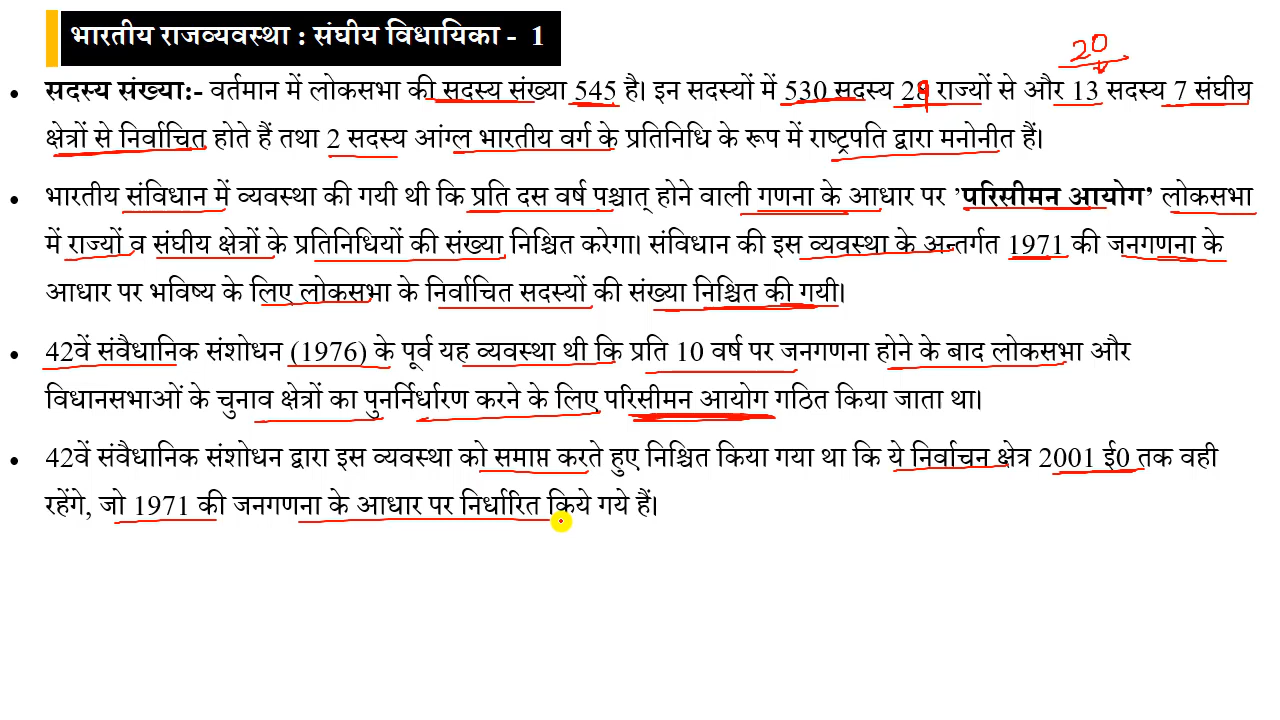 भारतीय राजव्यवस्था : संघीय विधायिका - 1
20
• सदस्य संख्या:- वर्तमान में लोकसभा की सदस्य संख्या 545 है। इन सदस्यों में 530 सदस्य 29 राज्यों से और 13 सदस्य 7 संघीय
क्षेत्रों से निर्वाचित होते हैं तथा 2 सदस्य आंग्ल भारतीय वर्ग के प्रतिनिधि के रूप में राष्ट्रपति द्वारा मनोनीत हैं।
• भारतीय संविधान में व्यवस्था की गयी थी कि प्रति दस वर्ष पश्चात् होने वाली गणना के आधार पर ’परिसीमन आयोग’ लोकसभा
में राज्यों व संघीय क्षेत्रों के प्रतिनिधियों की संख्या निश्चित करेगा। संविधान की इस व्यवस्था के अन्तर्गत 1971 की जनगणना के
आधार पर भविष्य के लिए लोकसभा के निर्वाचित सदस्यों की संख्या निश्चित की गयी।
• 42वें संवैधानिक संशोधन (1976) के पूर्व यह व्यवस्था थी कि प्रति 10 वर्ष पर जनगणना होने के बाद लोकसभा और
विधानसभाओं के चुनाव क्षेत्रों का पुनर्निर्धारण करने के लिए परिसीमन आयोग गठित किया जाता था।
• 42वें संवैधानिक संशोधन द्वारा इस व्यवस्था को समाप्त करते हुए निश्चित किया गया था कि ये निर्वाचन क्षेत्र 2001 ई0 तक वही
रहेंगे, जो 1971 की जनगणना के आधार पर निर्धारित किये गये हैं।